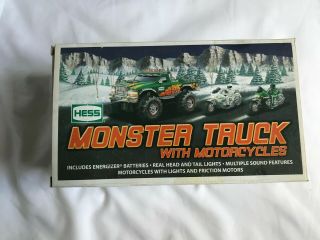 HESS
MONSTER TRUCK
WITH MOTORCYCLES
INCLUDES ENERGIZER® BATTERIES • REAL HEAD AND TAIL LIGHTS • MULTIPLE SOUND FEATURES
MOTORCYCLES WITH LIGHTS AND FRICTION MOTORS